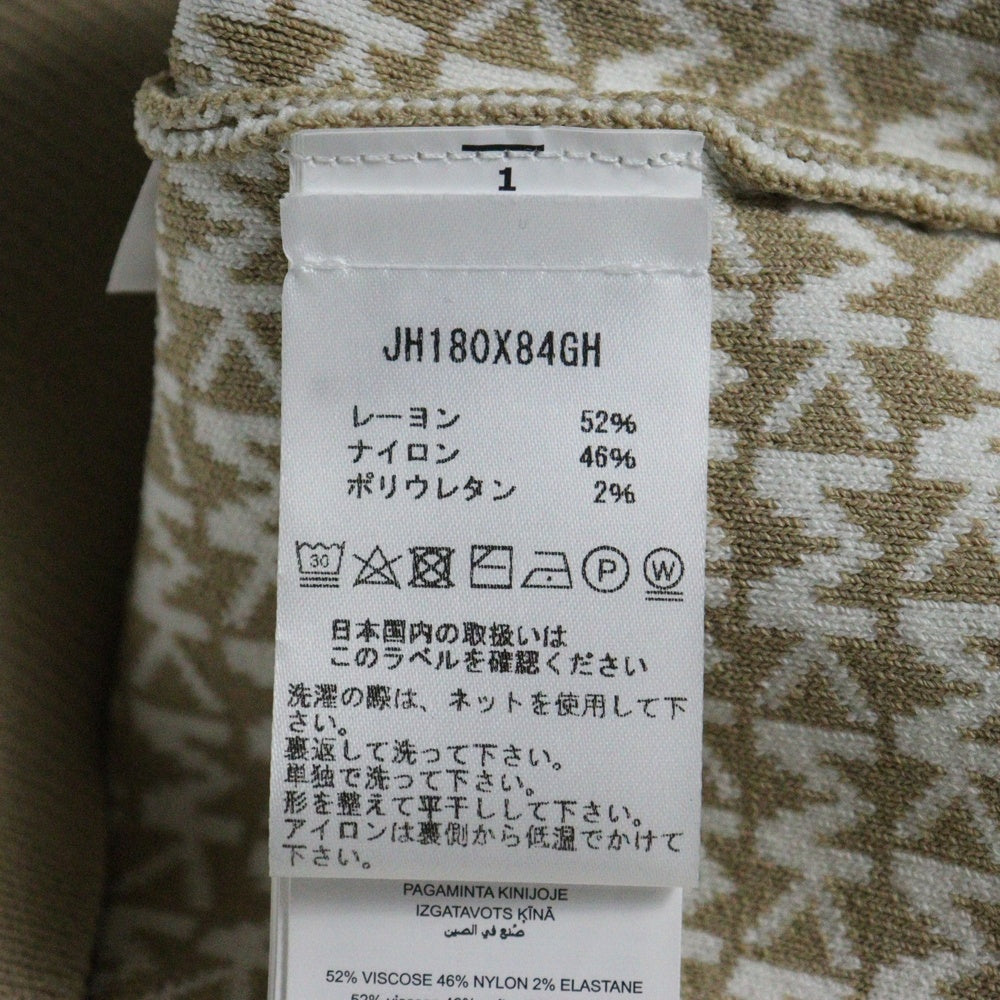 1
JH180X84GH
レーヨン 52%
ナイロン 46%
ポリウレタン 2%
30 P W
日本国内の取扱いは
このラベルを確認ください
洗濯の際は、ネットを使用して下
さい。
裏返して洗って下さい。
単独で洗って下さい。
形を整えて平干しして下さい。
アイロンは裏側から低温でかけて
下さい。
PAGAMINTA KINIJOJE
IZGATAVOTS ĶĪNĀ
صنع في الصين
52% VISCOSE 46% NYLON 2% ELASTANE